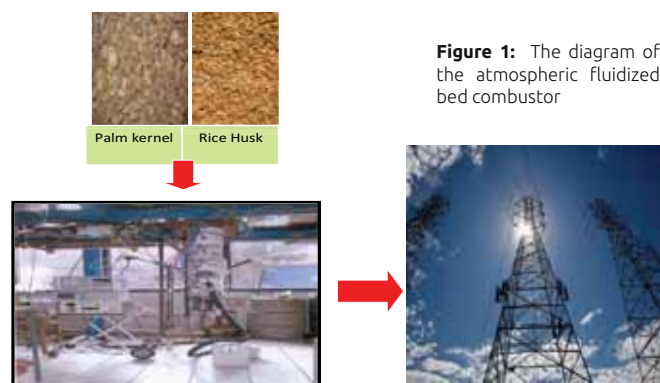 Figure 1: The diagram of
the atmospheric fluidized
bed combustor
Palm kernel Rice Husk